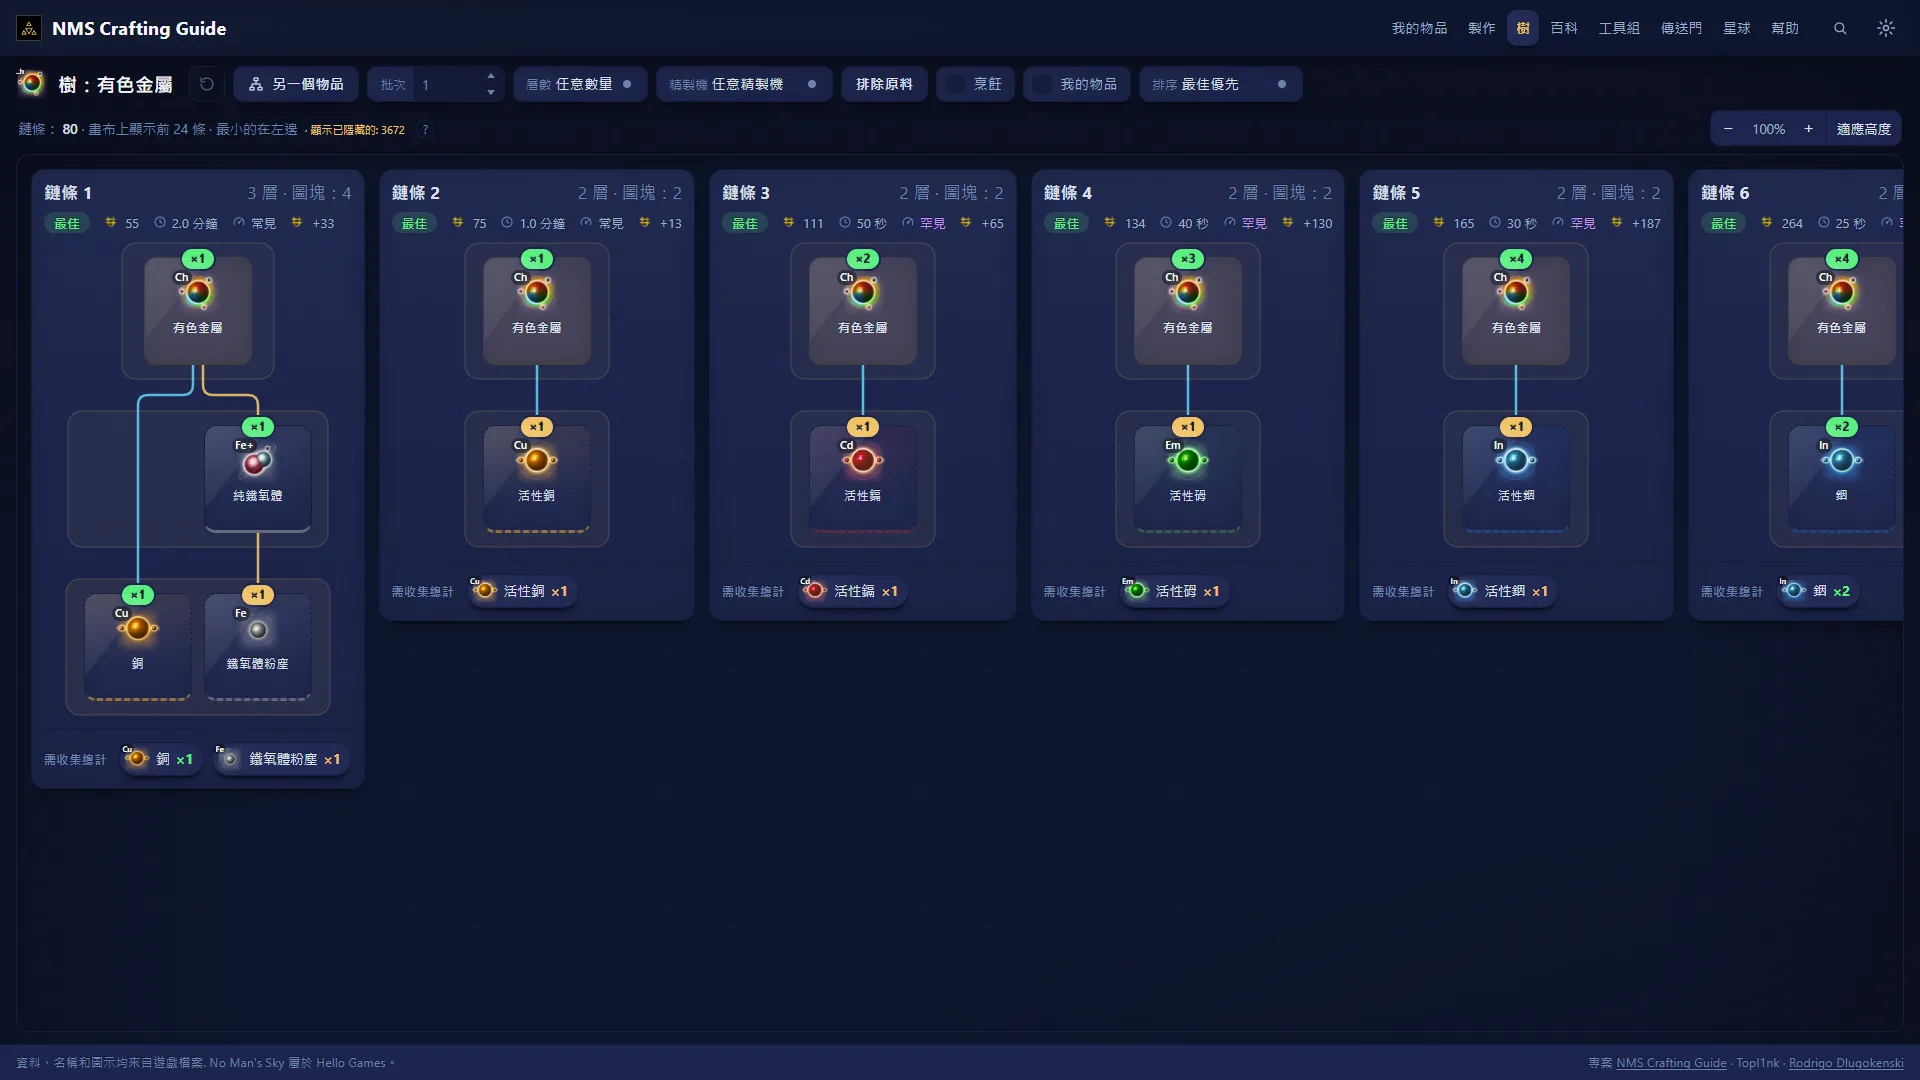 NMS Crafting Guide
我的物品 製作 樹 百科 工具組 傳送門 星球 幫助
樹：有色金屬 另一個物品 批次 1 層數 任意數量 精製機 任意精製機 排除原料 烹飪 我的物品 排序 最佳優先
鏈條： 80 · 畫布上顯示前 24 條 · 最小的在左邊 · 顯示已隱藏的: 3672 ?
− 100% + 適應高度
鏈條 1 3 層 · 圖塊：4
最佳 55 2.0 分鐘 常見 +33
×1
Ch
有色金屬
×1
Fe+
純鐵氧體
×1
Cu
銅
×1
Fe
鐵氧體粉塵
需收集總計 Cu 銅 ×1 Fe 鐵氧體粉塵 ×1
鏈條 2 2 層 · 圖塊：2
最佳 75 1.0 分鐘 常見 +13
×1
Ch
有色金屬
×1
Cu
活性銅
需收集總計 Cu 活性銅 ×1
鏈條 3 2 層 · 圖塊：2
最佳 111 50 秒 罕見 +65
×2
Ch
有色金屬
×1
Cd
活性鎘
需收集總計 Cd 活性鎘 ×1
鏈條 4 2 層 · 圖塊：2
最佳 134 40 秒 罕見 +130
×3
Ch
有色金屬
×1
Em
活性砪
需收集總計 Em 活性砪 ×1
鏈條 5 2 層 · 圖塊：2
最佳 165 30 秒 罕見 +187
×4
Ch
有色金屬
×1
In
活性銦
需收集總計 In 活性銦 ×1
鏈條 6 2
最佳 264 25 秒
×4
Ch
有色金屬
×2
In
銦
需收集總計 In 銦 ×2
資料、名稱和圖示均來自遊戲檔案. No Man's Sky 屬於 Hello Games。
專案 NMS Crafting Guide · Topl1nk · Rodrigo Dlugokenski